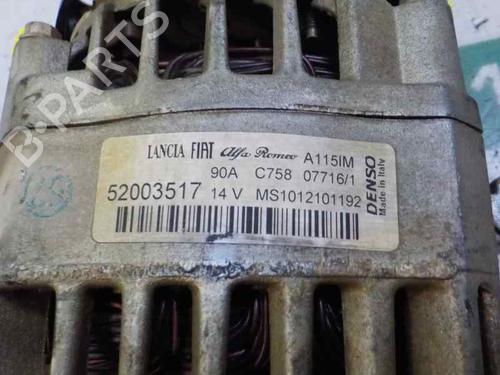 LANCIA FIAT Alfa Romeo A115IM
90A C758 07716/1
52003517 14 V MS1012101192
DENSO
Made in Italy
B-Parts